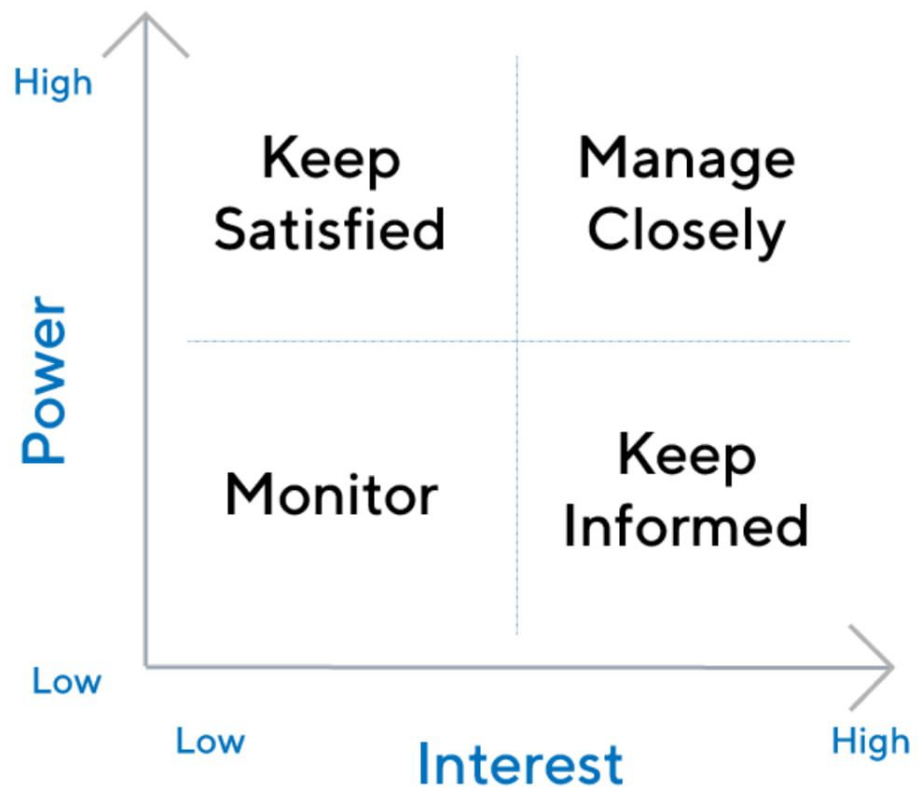 High
Keep
Satisfied
Manage
Closely
Power
Monitor
Keep
Informed
Low
Low
Interest
High